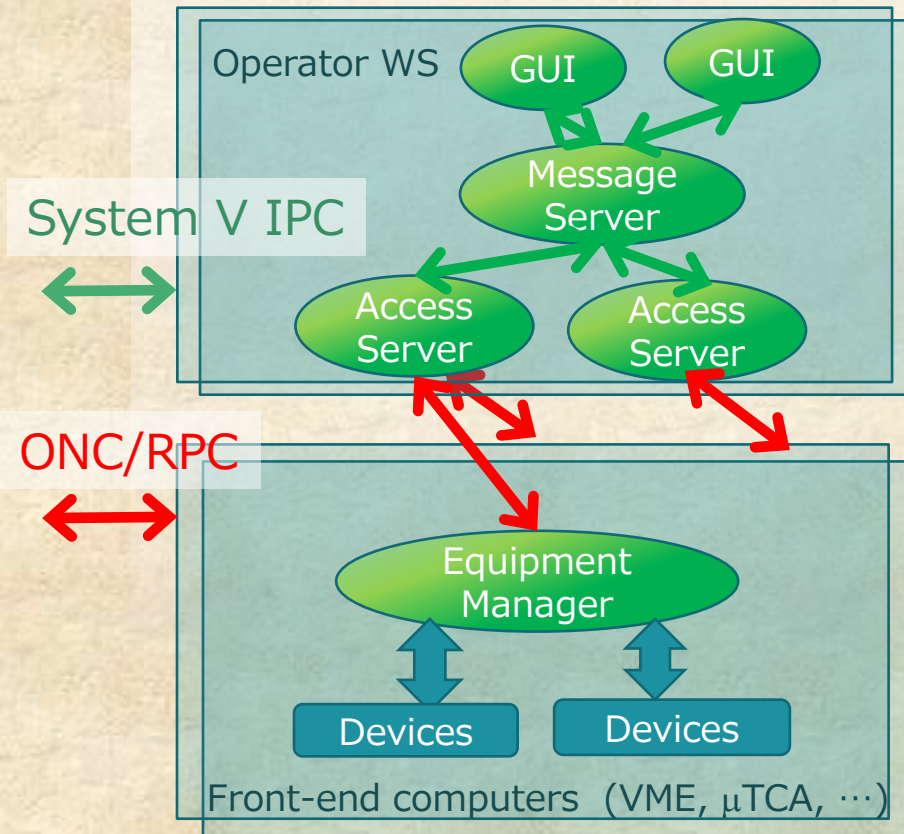 Operator WS
GUI
GUI
Message
Server
System V IPC
Access
Server
Access
Server
ONC/RPC
Equipment
Manager
Devices
Devices
Front-end computers (VME, μTCA, …)